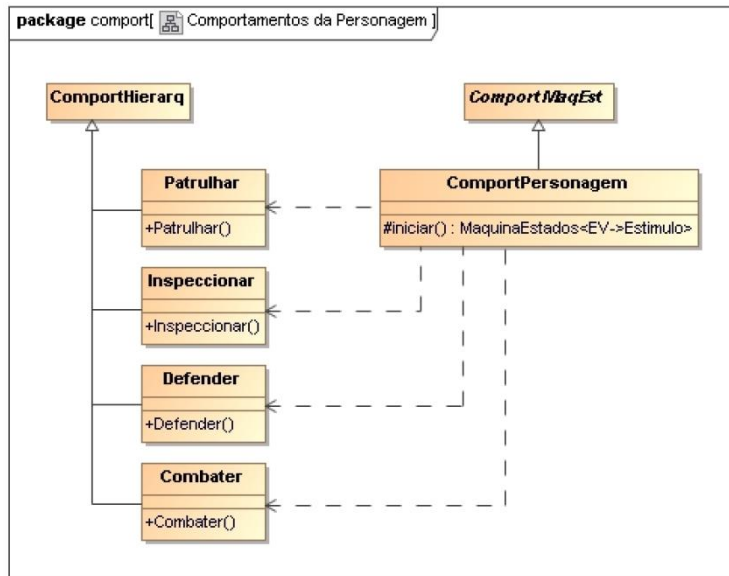 package comport[ Comportamentos da Personagem ]
ComportHierarq
ComportMaqEst
Patrulhar
+Patrulhar()
ComportPersonagem
#iniciar() : MaquinaEstados<EV->Estimulo>
Inspeccionar
+Inspeccionar()
Defender
+Defender()
Combater
+Combater()